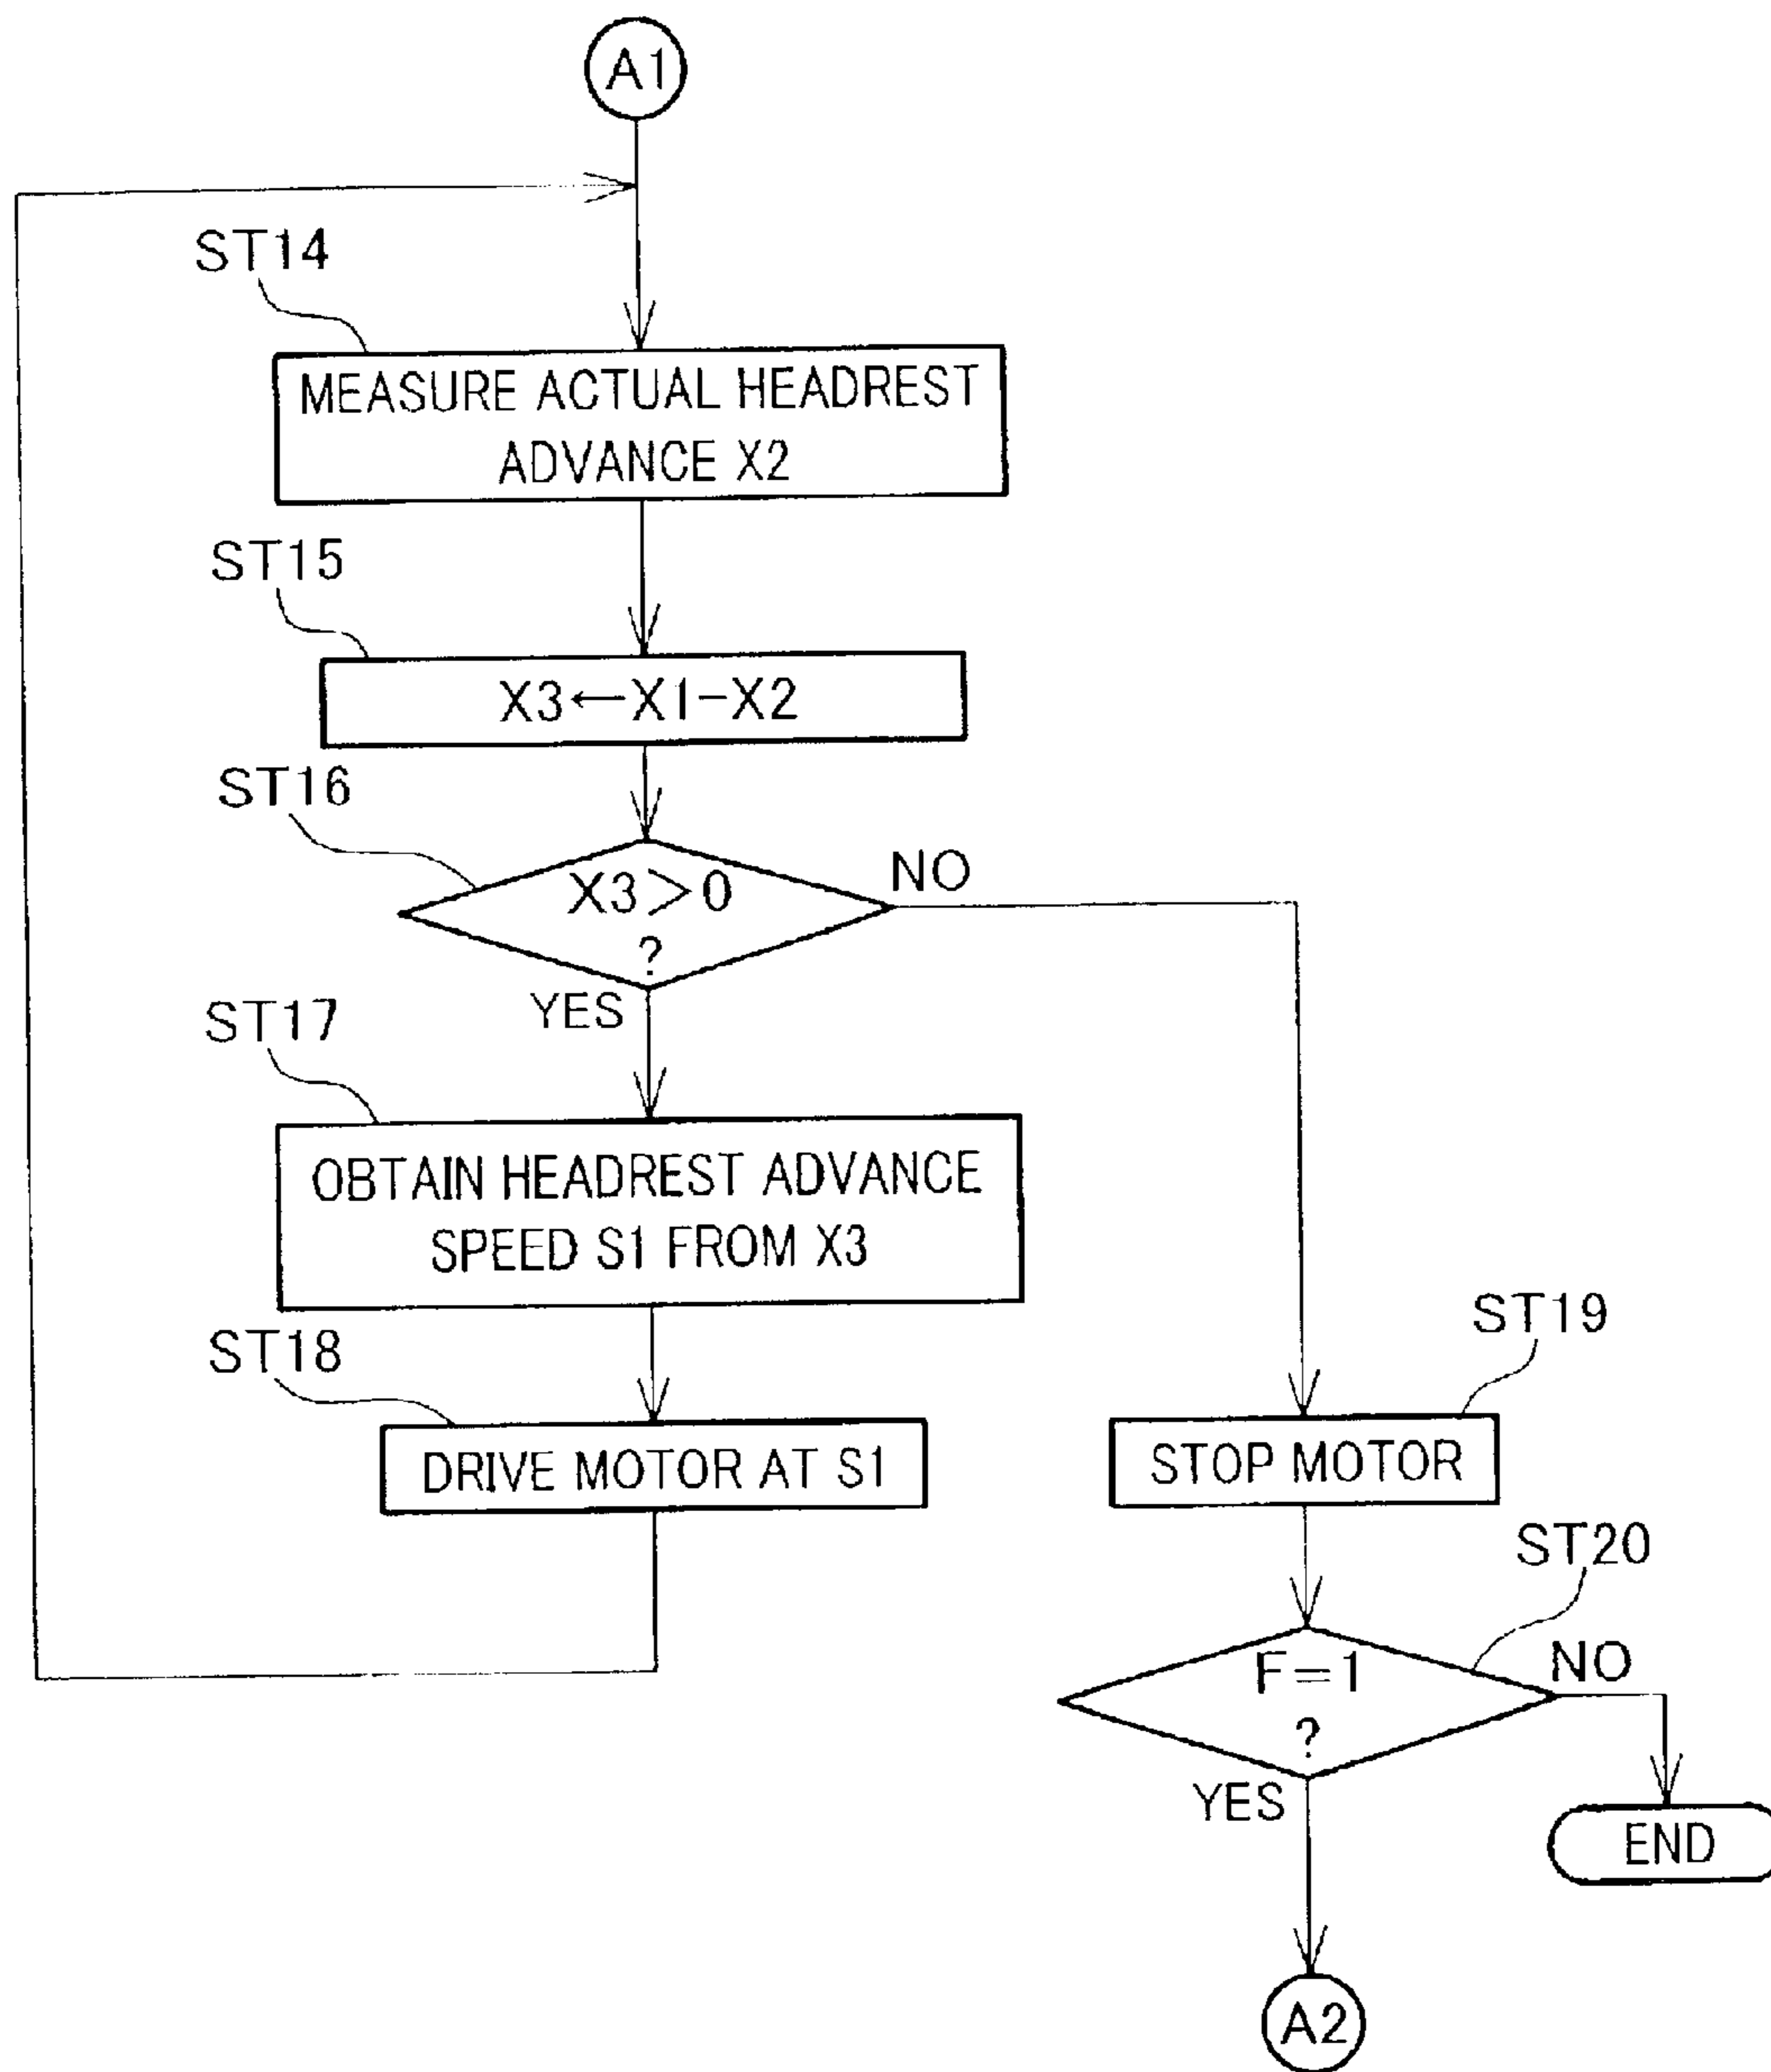 A1
ST14
MEASURE ACTUAL HEADREST
ADVANCE X2
ST15
X3←X1-X2
ST16
X3>0
?
NO
YES
ST17
OBTAIN HEADREST ADVANCE
SPEED S1 FROM X3
ST18
DRIVE MOTOR AT S1
ST19
STOP MOTOR
ST20
F=1
?
NO
YES
END
A2